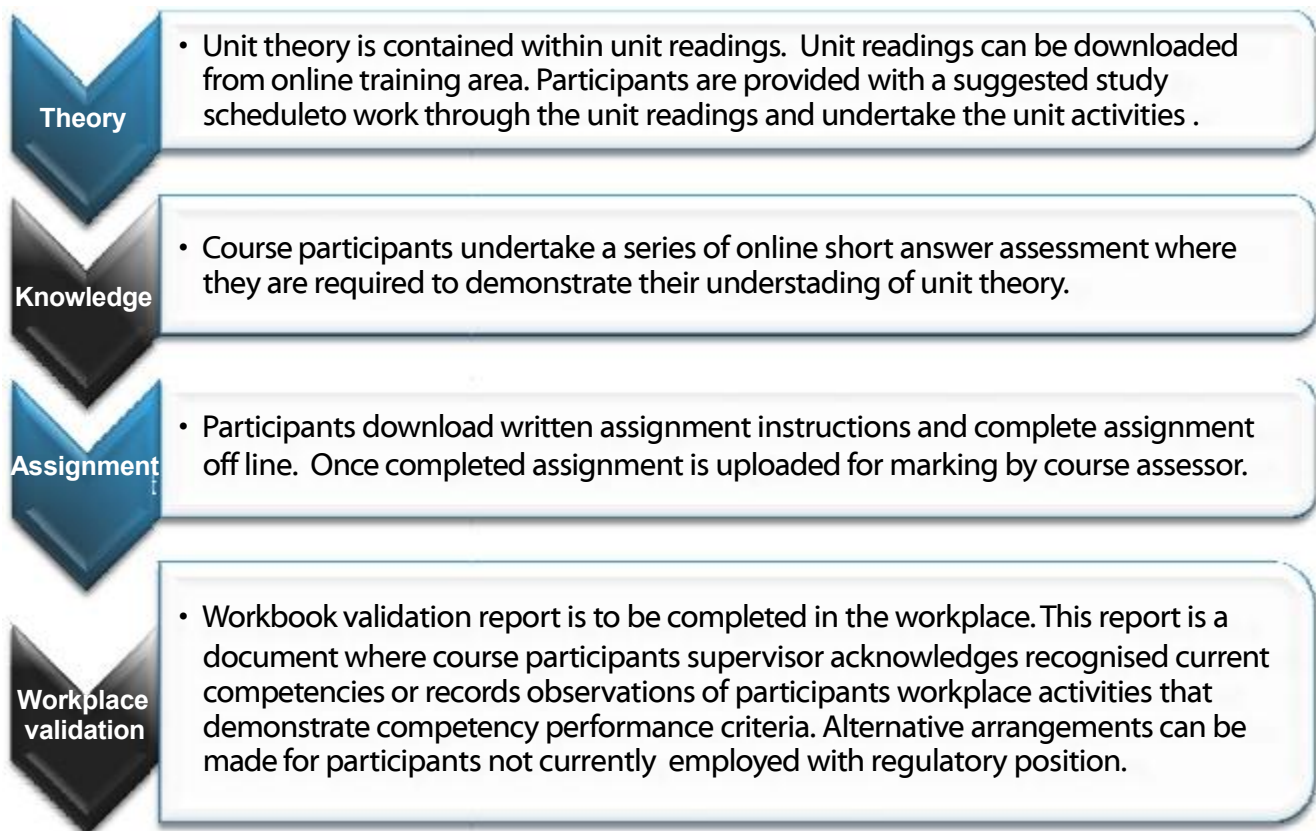 Theory
• Unit theory is contained within unit readings.  Unit readings can be downloaded
from online training area. Participants are provided with a suggested study
scheduleto work through the unit readings and undertake the unit activities .
Knowledge
• Course participants undertake a series of online short answer assessment where
they are required to demonstrate their understading of unit theory.
Assignment
• Participants download written assignment instructions and complete assignment
off line.  Once completed assignment is uploaded for marking by course assessor.
Workplace
validation
• Workbook validation report is to be completed in the workplace. This report is a
document where course participants supervisor acknowledges recognised current
competencies or records observations of participants workplace activities that
demonstrate competency performance criteria. Alternative arrangements can be
made for participants not currently  employed with regulatory position.